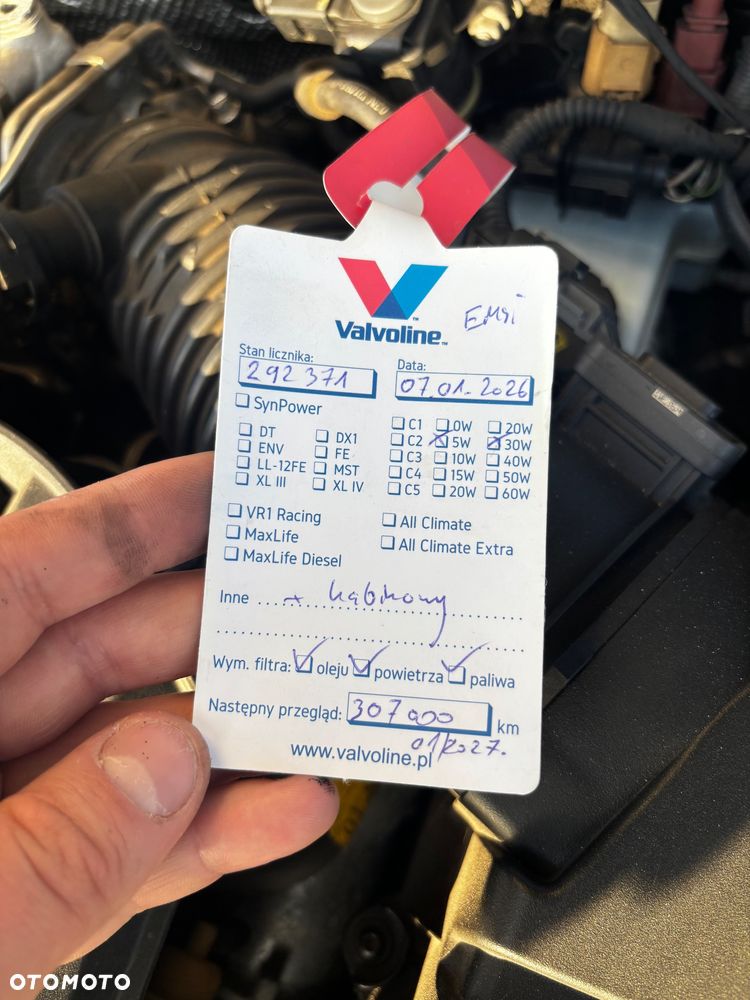 Valvoline™
EMSi
Stan licznika:
292 371
Data:
07.01.2026
SynPower
DT
ENV
LL-12FE
XL III
DX1
FE
MST
XL IV
C1
C2
C3
C4
C5
0W
5W
10W
15W
20W
20W
30W
40W
50W
60W
VR1 Racing
MaxLife
MaxLife Diesel
All Climate
All Climate Extra
Inne + kabinowy
Wym. filtra: oleju powietrza paliwa
Następny przegląd: 307 000 km
01/2027.
www.valvoline.pl
OTOMOTO